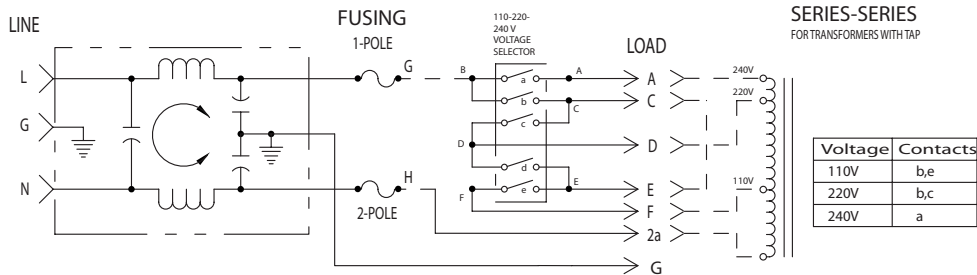 LINE
FUSING
1-POLE
110-220-
240 V
VOLTAGE
SELECTOR
LOAD
SERIES-SERIES
FOR TRANSFORMERS WITH TAP
L
G
N
G
H
2-POLE
B
D
F
a
b
c
d
e
A
C
E
A
C
D
E
F
2a
G
240V
220V
110V
Voltage Contacts
110V b,e
220V b,c
240V a